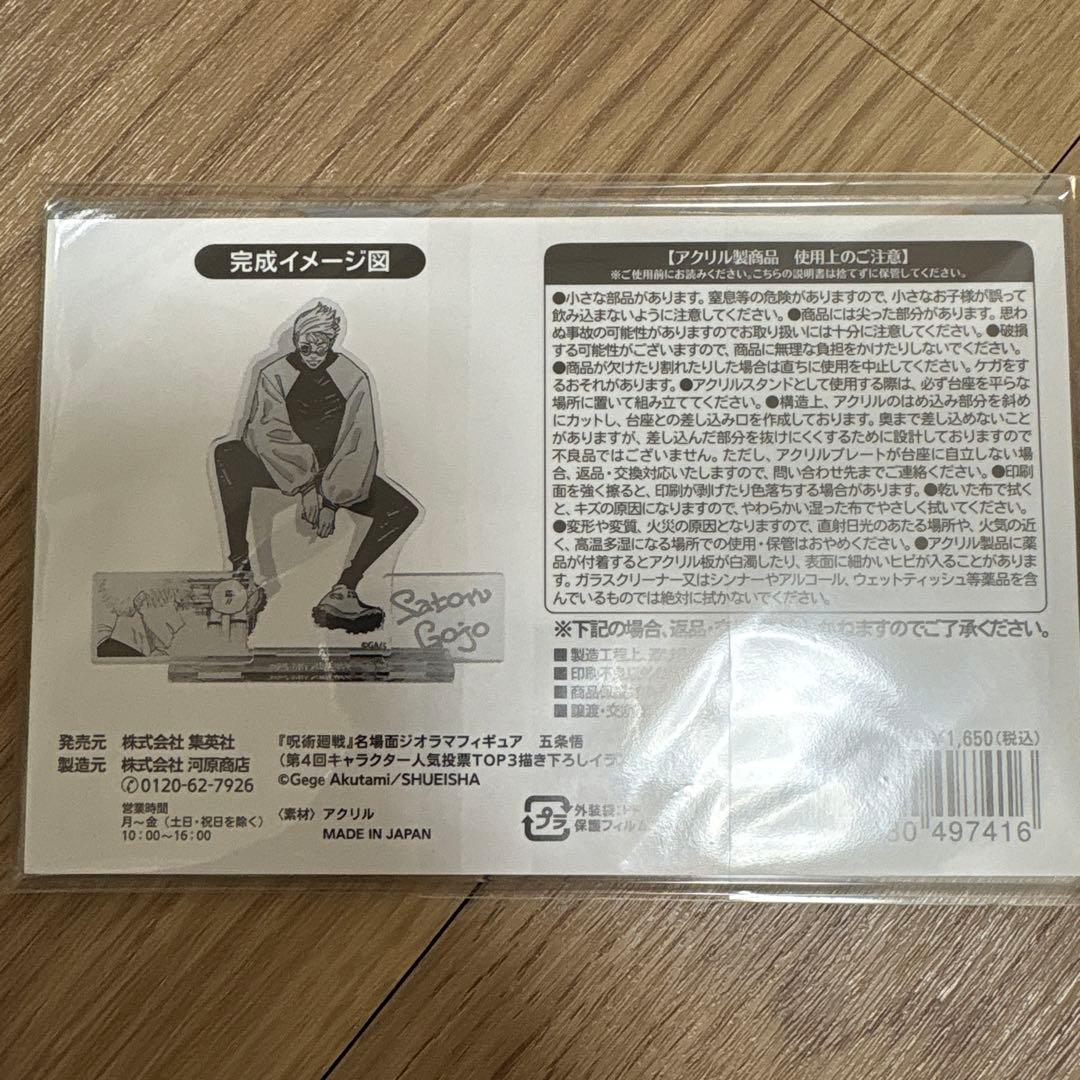 完成イメージ図
Satoru
Gojo
©GA/S
発売元　株式会社 集英社
製造元　株式会社 河原商店
0120-62-7926
営業時間
月～金（土日・祝日を除く）
10：00～16：00
『呪術廻戦』名場面ジオラマフィギュア　五条悟
（第4回キャラクター人気投票TOP3描き下ろしイラ
©Gege Akutami/SHUEISHA
〈素材〉アクリル
MADE IN JAPAN
【アクリル製商品　使用上のご注意】
※ご使用前にお読みください。こちらの説明書は捨てずに保管してください。
●小さな部品があります。窒息等の危険がありますので、小さなお子様が誤って
飲み込まないように注意してください。●商品には尖った部分があります。思わ
ぬ事故の可能性がありますのでお取り扱いには十分に注意してください。●破損
する可能性がございますので、商品に無理な負担をかけたりしないでください。
●商品が欠けたり割れたりした場合は直ちに使用を中止してください。ケガをす
るおそれがあります。●アクリルスタンドとして使用する際は、必ず台座を平らな
場所に置いて組み立ててください。●構造上、アクリルのはめ込み部分を斜め
にカットし、台座との差し込み口を作成しております。奥まで差し込めないこと
がありますが、差し込んだ部分を抜けにくくするために設計しておりますので
不良品ではございません。ただし、アクリルプレートが台座に自立しない場
合、返品・交換対応いたしますので、問い合わせ先までご連絡ください。●印刷
面を強く擦ると、印刷が剥げたり色落ちする場合があります。●乾いた布で拭く
と、キズの原因になりますので、やわらかい湿った布でやさしく拭いてください。
●変形や変質、火災の原因となりますので、直射日光のあたる場所や、火気の近
く、高温多湿になる場所での使用・保管はおやめください。●アクリル製品に薬
品が付着するとアクリル板が白濁したり、表面に細かいヒビが入ることがありま
す。ガラスクリーナー又はシンナーやアルコール、ウェットティッシュ等薬品を含
んでいるものでは絶対に拭かないでください。
※下記の場合、返品・かねますのでご了承ください。
■製造工程上、
■印刷
■商品
■譲渡・
¥1,650（税込）
プラ
外装袋：
保護フィルム
497416